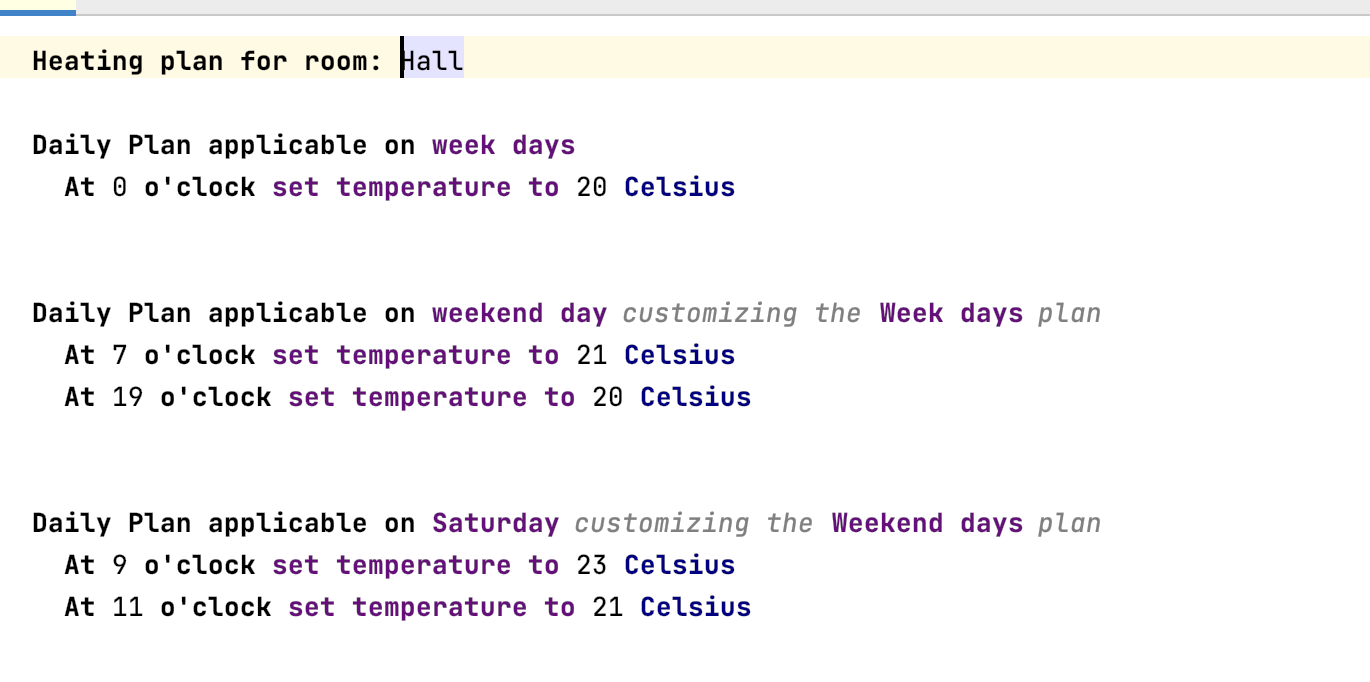 Heating plan for room: Hall
Daily Plan applicable on week days
At 0 o'clock set temperature to 20 Celsius
Daily Plan applicable on weekend day customizing the Week days plan
At 7 o'clock set temperature to 21 Celsius
At 19 o'clock set temperature to 20 Celsius
Daily Plan applicable on Saturday customizing the Weekend days plan
At 9 o'clock set temperature to 23 Celsius
At 11 o'clock set temperature to 21 Celsius